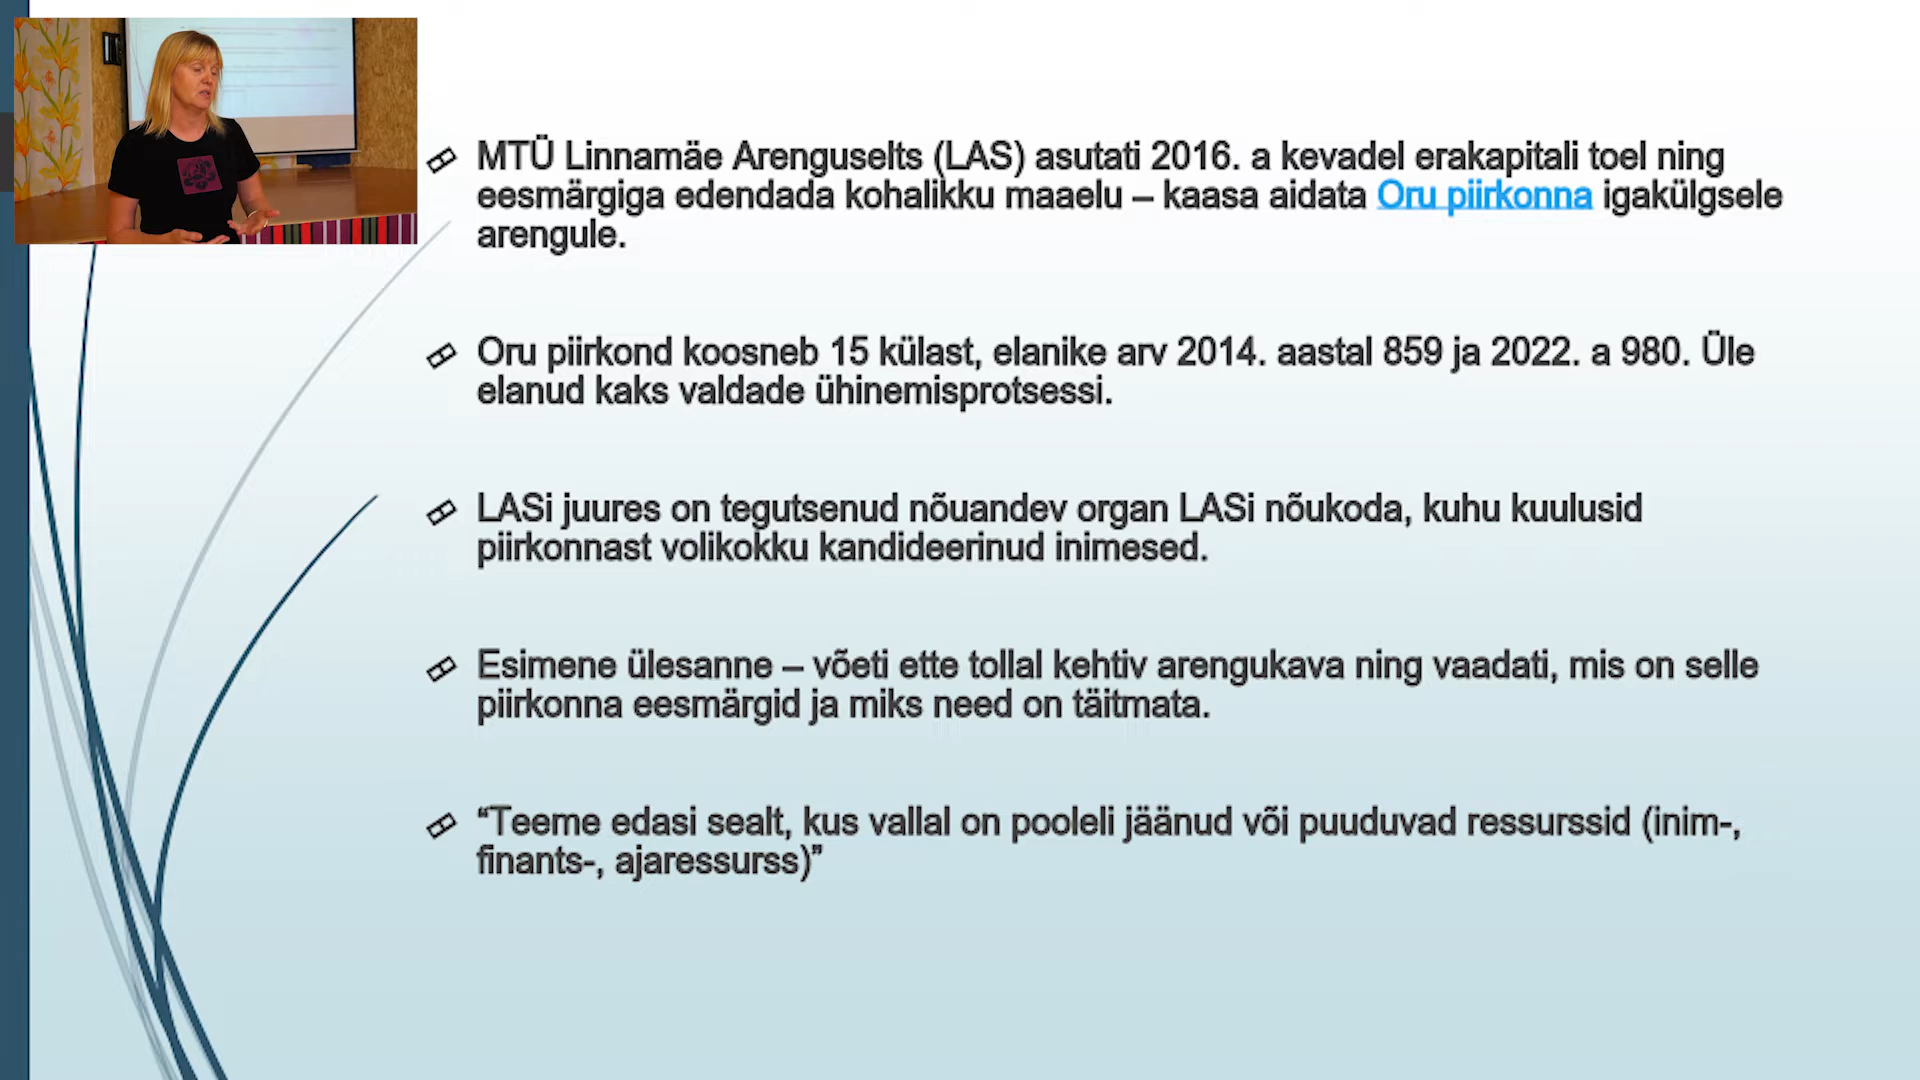 MTÜ Linnamäe Arenguselts (LAS) asutati 2016. a kevadel erakapitali toel ning
eesmärgiga edendada kohalikku maaelu – kaasa aidata Oru piirkonna igakülgsele
arengule.
Oru piirkond koosneb 15 külast, elanike arv 2014. aastal 859 ja 2022. a 980. Üle
elanud kaks valdade ühinemisprotsessi.
LASi juures on tegutsenud nõuandev organ LASi nõukoda, kuhu kuulusid
piirkonnast volikokku kandideerinud inimesed.
Esimene ülesanne – võeti ette tollal kehtiv arengukava ning vaadati, mis on selle
piirkonna eesmärgid ja miks need on täitmata.
“Teeme edasi sealt, kus vallal on pooleli jäänud või puuduvad ressurssid (inim-,
finants-, ajaressurss)”